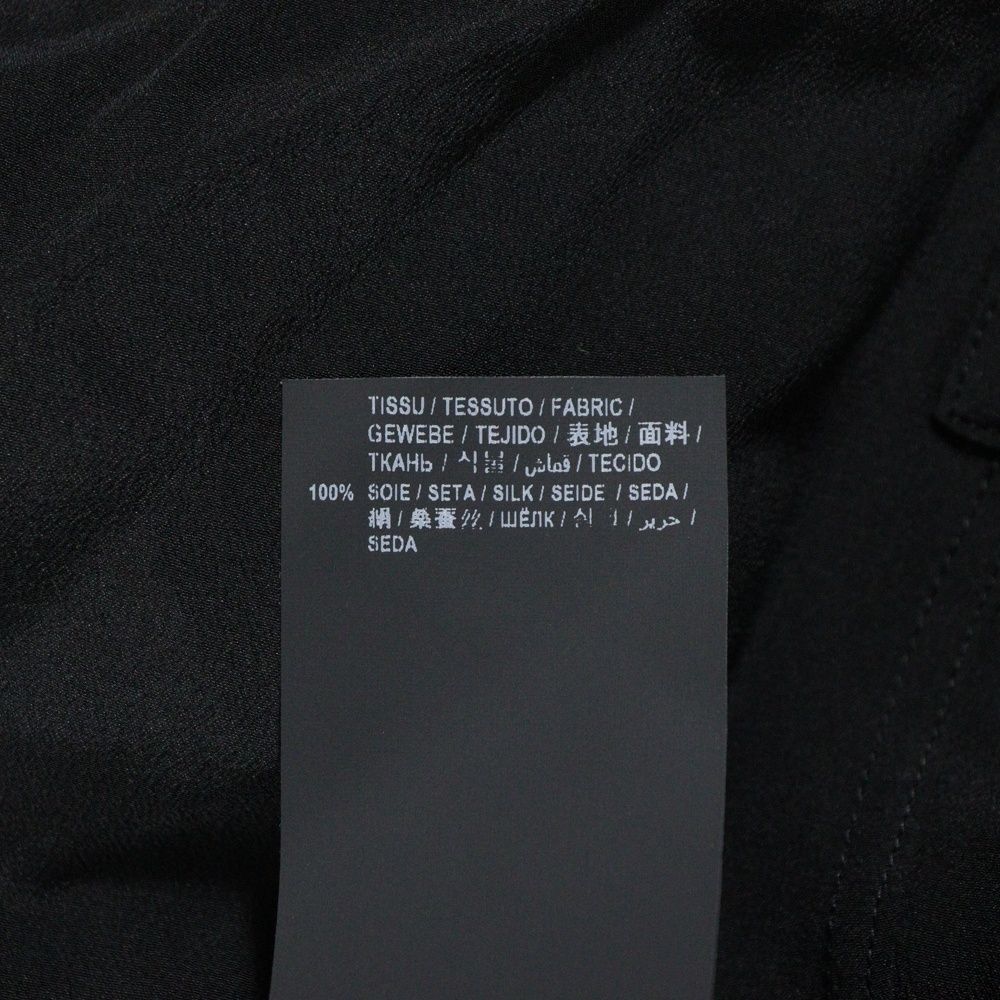 TISSU / TESSUTO / FABRIC /
GEWEBE / TEJIDO / 表地 / 面料 /
ТКАНЬ / / قماش / TECIDO
100% SOIE / SETA / SILK / SEIDE / SEDA /
絹 / 桑蚕丝 / ШЁЛК / / حرير /
SEDA